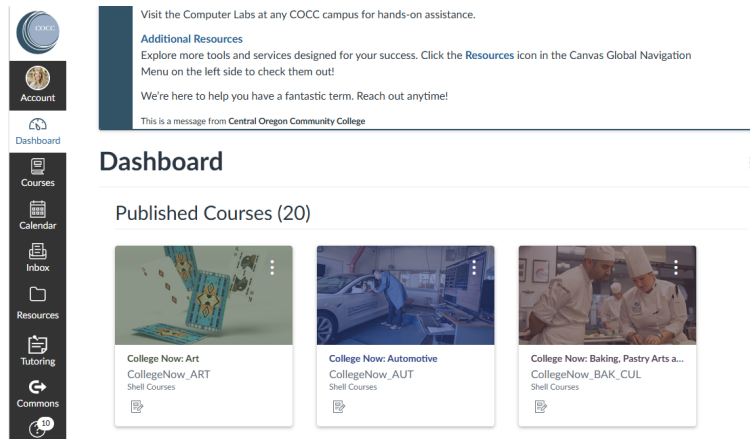 COCC
Visit the Computer Labs at any COCC campus for hands-on assistance.
Additional Resources
Explore more tools and services designed for your success. Click the Resources icon in the Canvas Global Navigation
Menu on the left side to check them out!
We're here to help you have a fantastic term. Reach out anytime!
This is a message from Central Oregon Community College
Account
Dashboard
Courses
Calendar
Inbox
Resources
Tutoring
Commons
10
Dashboard
Published Courses (20)
College Now: Art
CollegeNow_ART
Shell Courses
College Now: Automotive
CollegeNow_AUT
Shell Courses
College Now: Baking, Pastry Arts a...
CollegeNow_BAK_CUL
Shell Courses